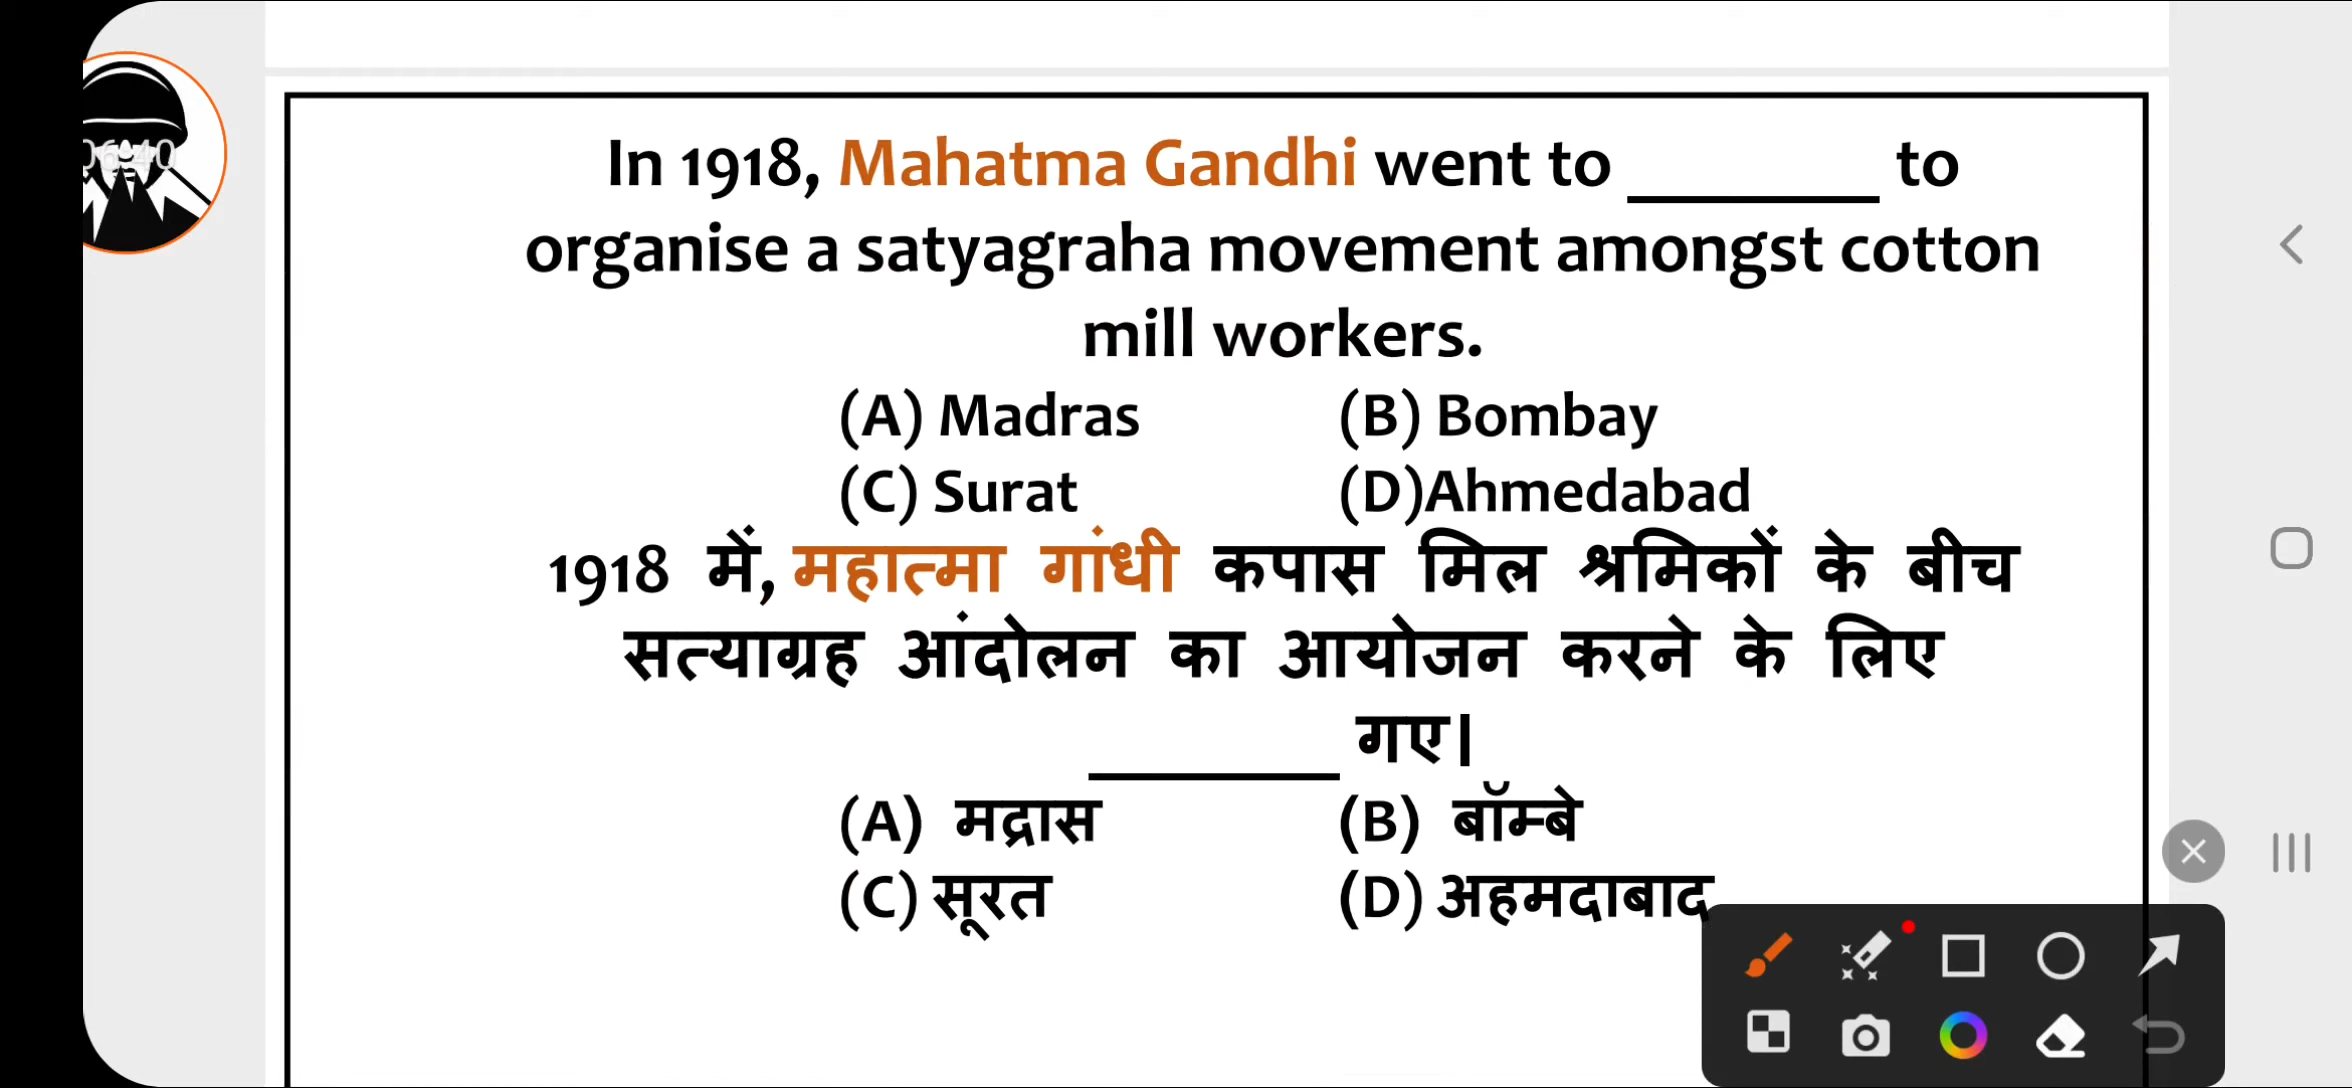 In 1918, Mahatma Gandhi went to ________ to
organise a satyagraha movement amongst cotton
mill workers.
(A) Madras (B) Bombay
(C) Surat (D)Ahmedabad
1918 में, महात्मा गांधी कपास मिल श्रमिकों के बीच
सत्याग्रह आंदोलन का आयोजन करने के लिए
________ गए।
(A) मद्रास (B) बॉम्बे
(C) सूरत (D) अहमदाबाद